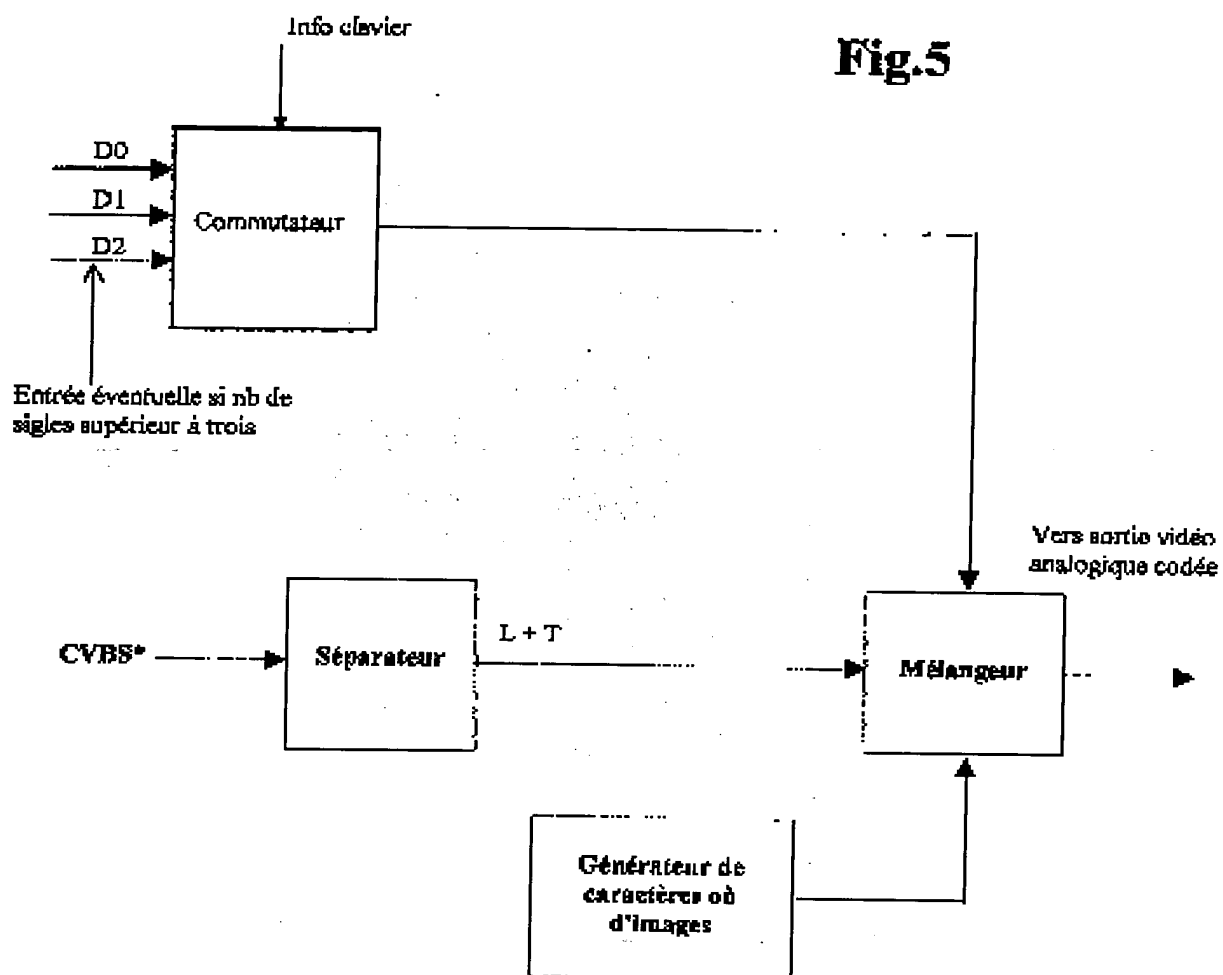 Info clavier
Fig.5
D0
D1
D2
Commutateur
Entrée éventuelle si nb de
sigles supérieur à trois
Vers sortie vidéo
analogique codée
CVBS*
Séparateur
L + T
Mélangeur
Générateur de
caractères où
d'images